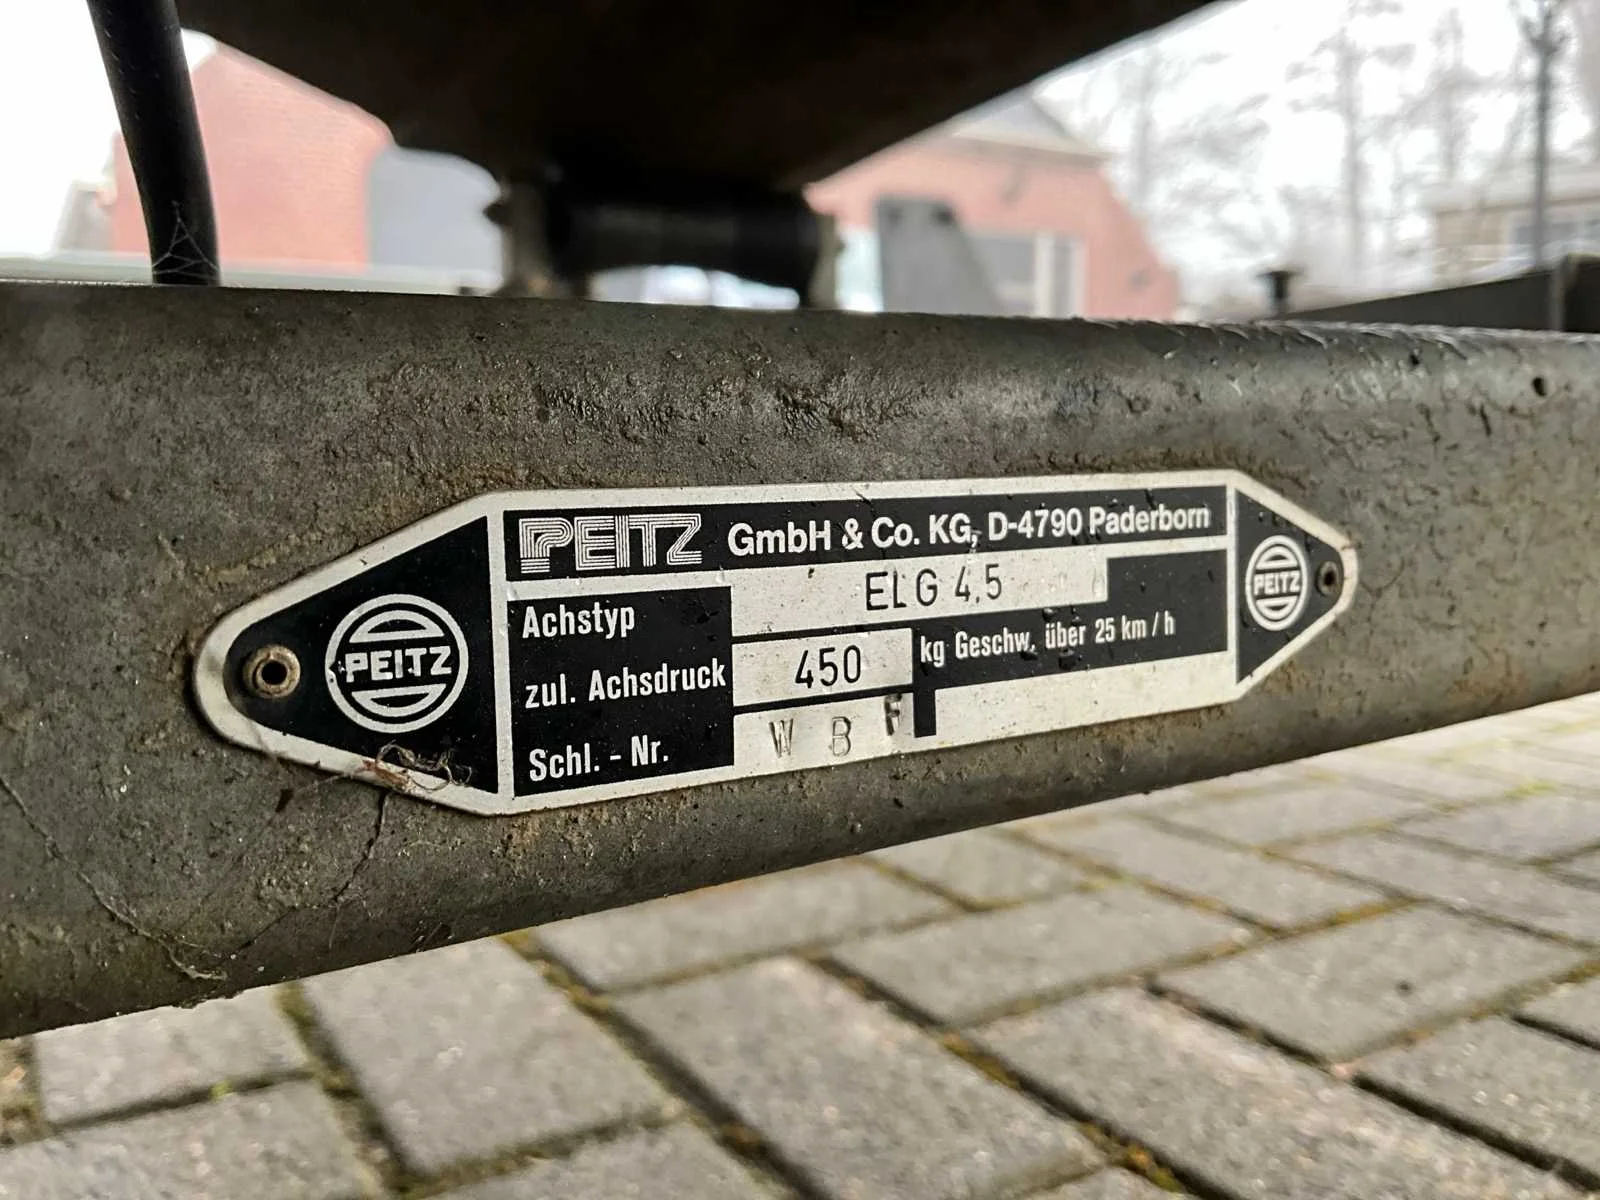 PEITZ GmbH & Co. KG, D-4790 Paderborn
Achstyp ELG 4.5
zul. Achsdruck 450 kg Geschw. über 25 km/h
Schl. - Nr. W B F
PEITZ
PEITZ